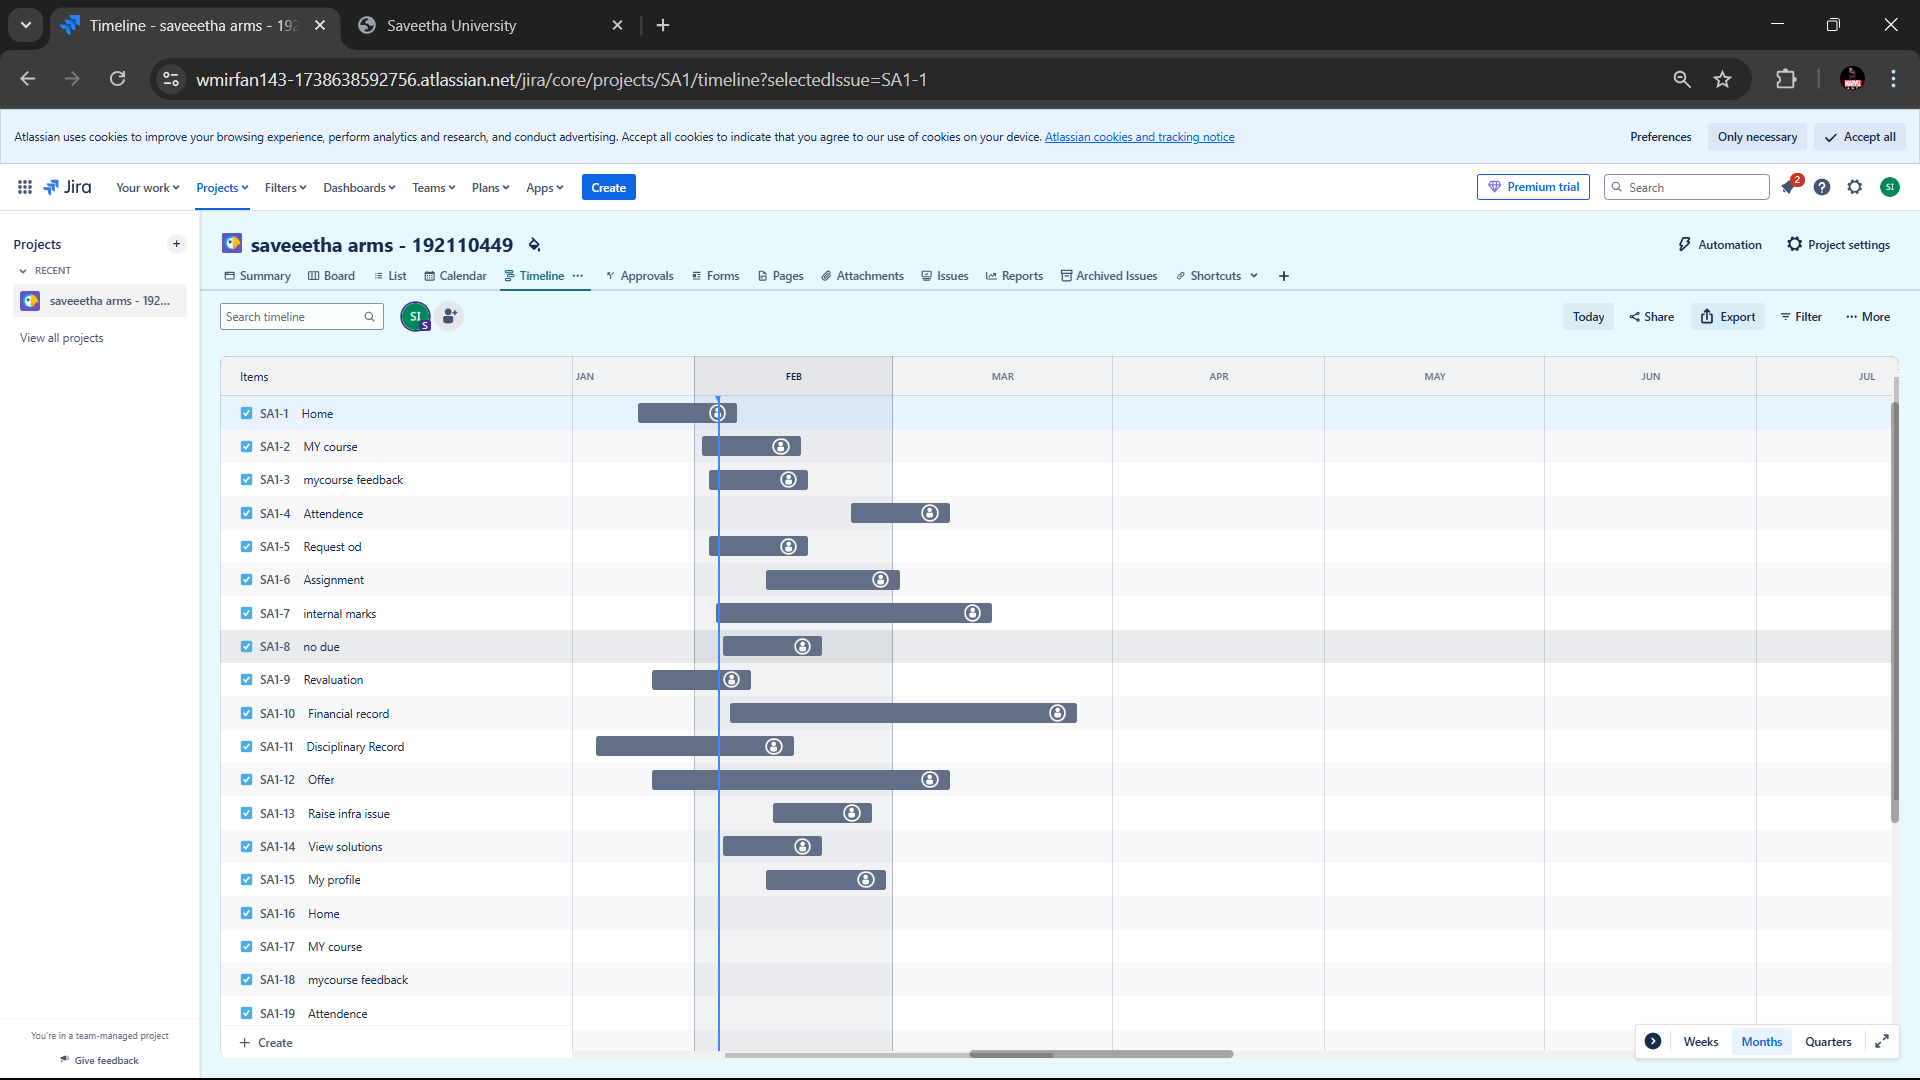 Timeline - saveeetha arms - 192
Saveetha University
wmirfan143-1738638592756.atlassian.net/jira/core/projects/SA1/timeline?selectedIssue=SA1-1
Atlassian uses cookies to improve your browsing experience, perform analytics and research, and conduct advertising. Accept all cookies to indicate that you agree to our use of cookies on your device. Atlassian cookies and tracking notice
Preferences Only necessary Accept all
Jira Your work Projects Filters Dashboards Teams Plans Apps Create Premium trial Search 2 SI
Projects
RECENT
saveeetha arms - 192...
View all projects
saveeetha arms - 192110449
Automation Project settings
Summary Board List Calendar Timeline Approvals Forms Pages Attachments Issues Reports Archived Issues Shortcuts
Search timeline SI S Today Share Export Filter More
Items JAN FEB MAR APR MAY JUN JUL
SA1-1 Home
SA1-2 MY course
SA1-3 mycourse feedback
SA1-4 Attendence
SA1-5 Request od
SA1-6 Assignment
SA1-7 internal marks
SA1-8 no due
SA1-9 Revaluation
SA1-10 Financial record
SA1-11 Disciplinary Record
SA1-12 Offer
SA1-13 Raise infra issue
SA1-14 View solutions
SA1-15 My profile
SA1-16 Home
SA1-17 MY course
SA1-18 mycourse feedback
SA1-19 Attendence
Create
Weeks Months Quarters
You're in a team-managed project
Give feedback